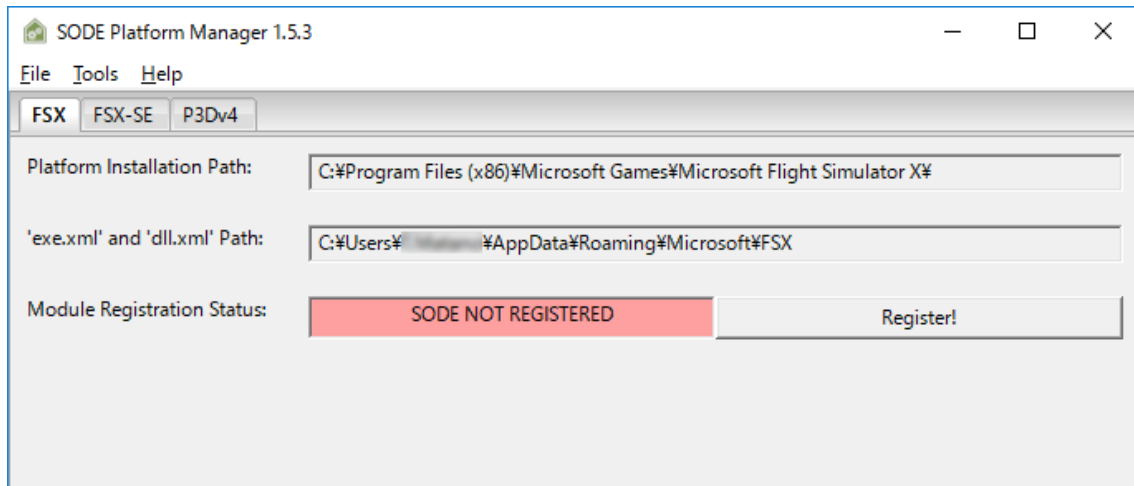 SODE Platform Manager 1.5.3
File Tools Help
FSX FSX-SE P3Dv4
Platform Installation Path: C:¥Program Files (x86)¥Microsoft Games¥Microsoft Flight Simulator X¥
'exe.xml' and 'dll.xml' Path: C:¥Users¥ ¥AppData¥Roaming¥Microsoft¥FSX
Module Registration Status: SODE NOT REGISTERED Register!